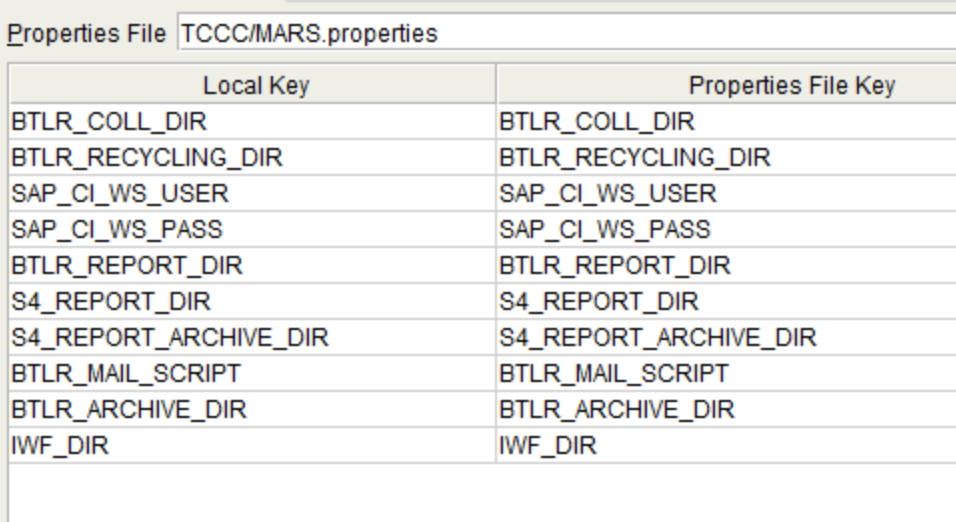 Properties File TCCC/MARS.properties
Local Key Properties File Key
BTLR_COLL_DIR BTLR_COLL_DIR
BTLR_RECYCLING_DIR BTLR_RECYCLING_DIR
SAP_CI_WS_USER SAP_CI_WS_USER
SAP_CI_WS_PASS SAP_CI_WS_PASS
BTLR_REPORT_DIR BTLR_REPORT_DIR
S4_REPORT_DIR S4_REPORT_DIR
S4_REPORT_ARCHIVE_DIR S4_REPORT_ARCHIVE_DIR
BTLR_MAIL_SCRIPT BTLR_MAIL_SCRIPT
BTLR_ARCHIVE_DIR BTLR_ARCHIVE_DIR
IWF_DIR IWF_DIR